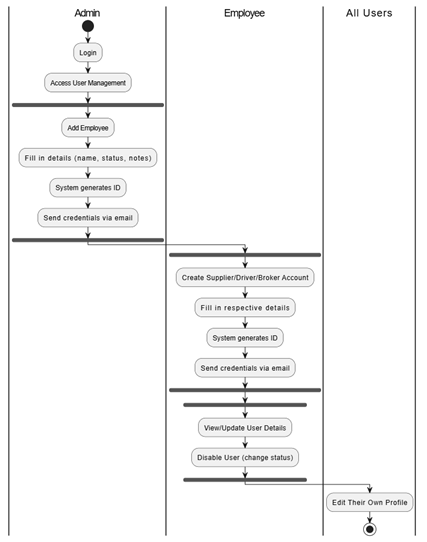 Admin
Employee
All Users
Login
Access User Management
Add Employee
Fill in details (name, status, notes)
System generates ID
Send credentials via email
Create Supplier/Driver/Broker Account
Fill in respective details
System generates ID
Send credentials via email
View/Update User Details
Disable User (change status)
Edit Their Own Profile